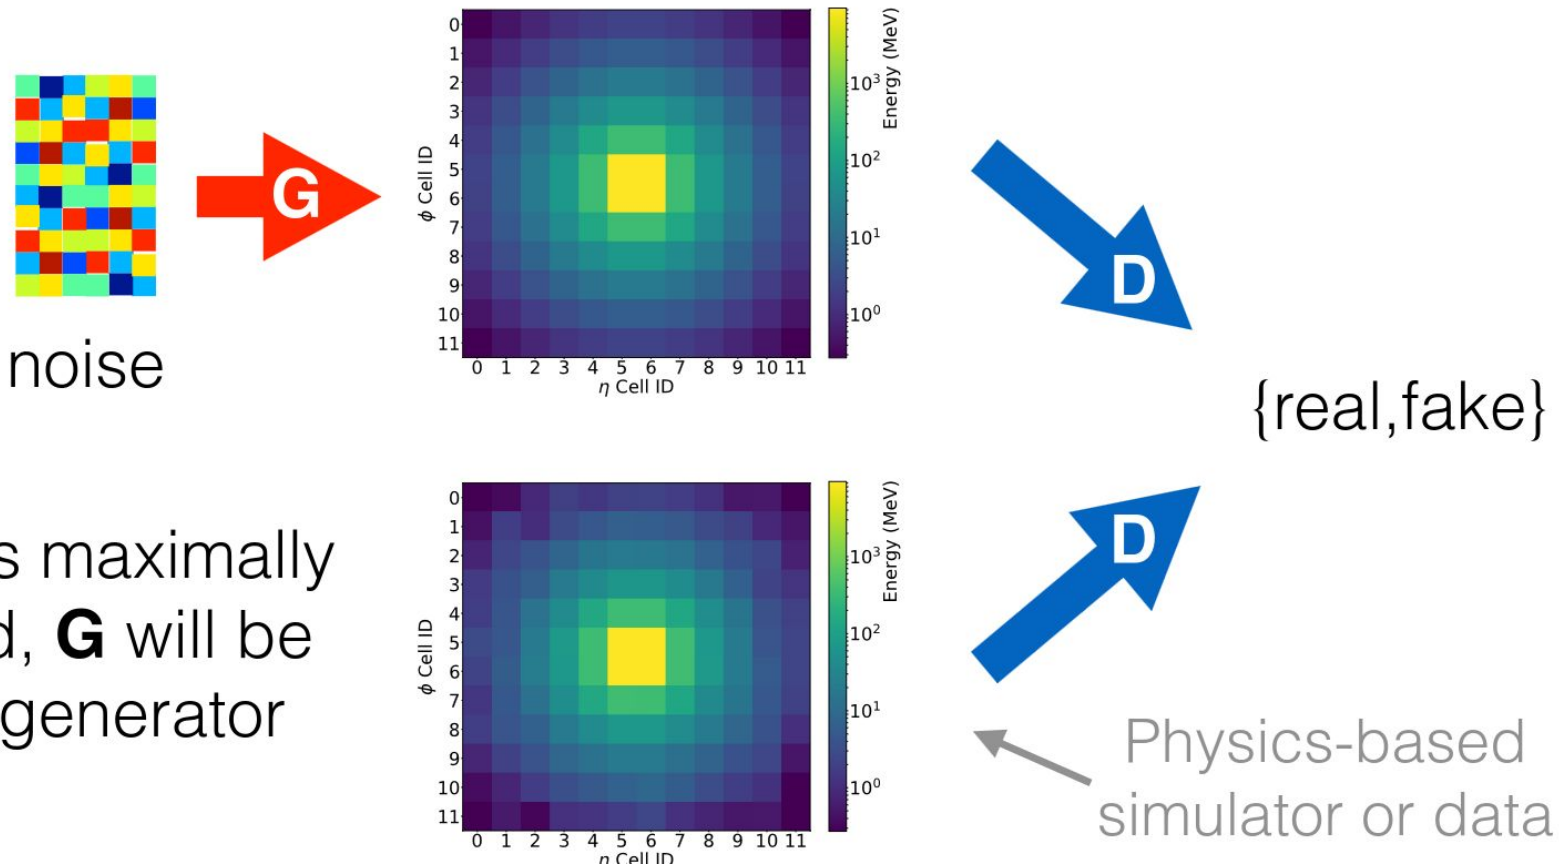 0
1
2
3
4
5
6
7
8
9
10
11
ϕ Cell ID
0 1 2 3 4 5 6 7 8 9 10 11
η Cell ID
10³
10²
10¹
10⁰
Energy (MeV)
G
noise
D
{real,fake}
s maximally
d, G will be
generator
0
1
2
3
4
5
6
7
8
9
10
11
ϕ Cell ID
0 1 2 3 4 5 6 7 8 9 10 11
η Cell ID
10³
10²
10¹
10⁰
Energy (MeV)
D
Physics-based
simulator or data